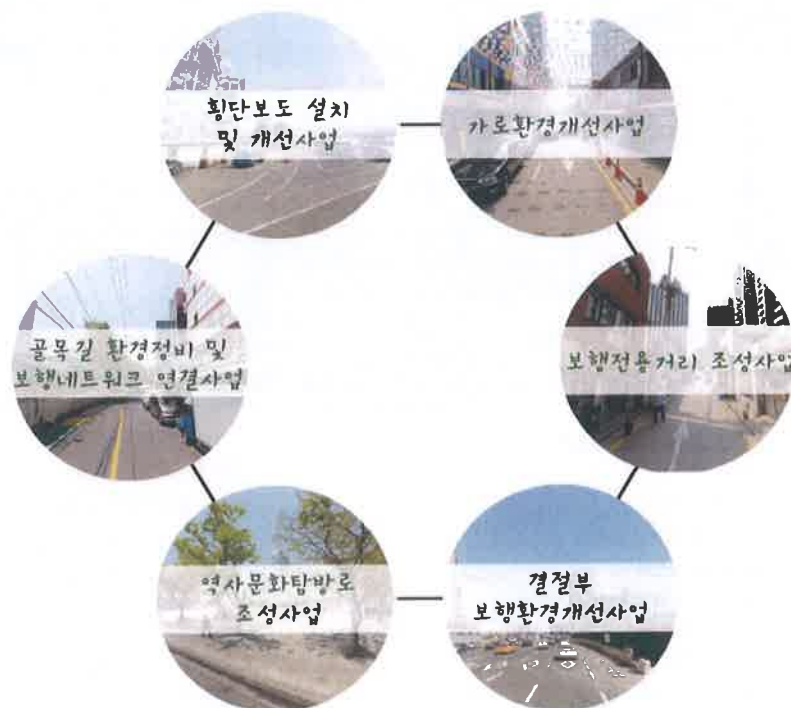 횡단보도 설치
및 개선사업
가로환경개선사업
골목길 환경정비 및
보행네트워크 연결사업
보행전용거리 조성사업
역사문화탐방로
조성사업
결절부
보행환경개선사업